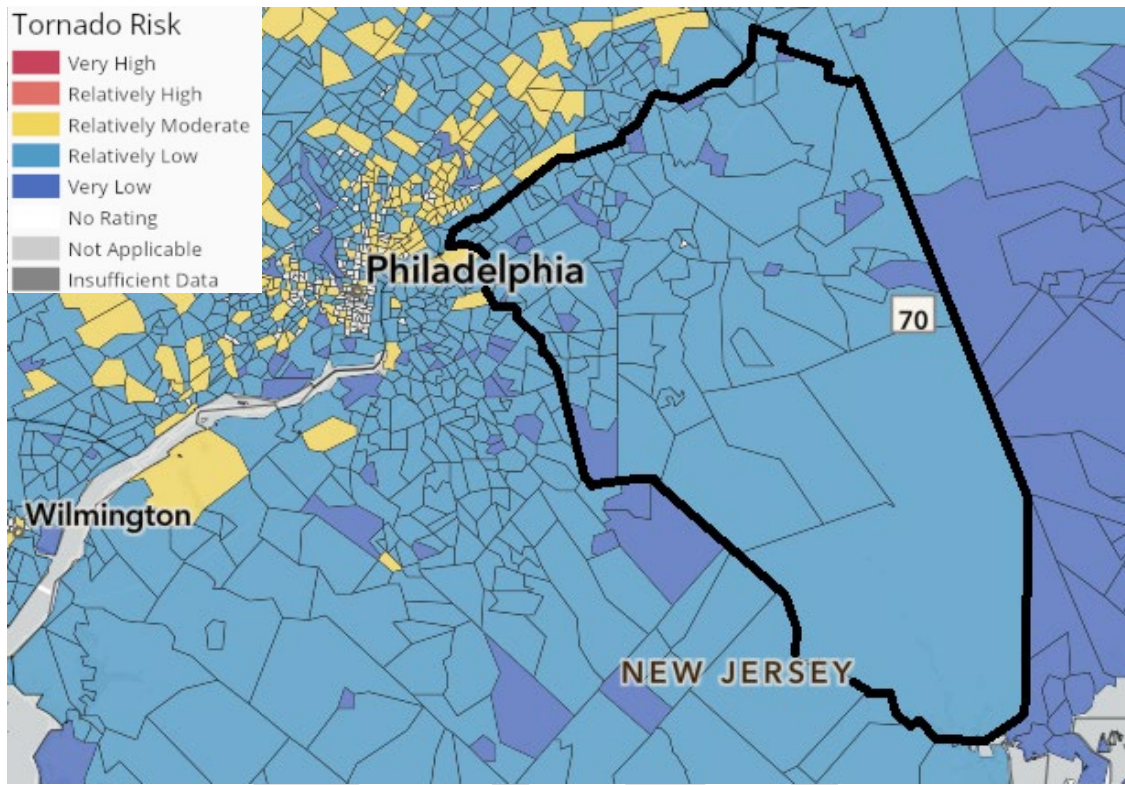 Tornado Risk
Very High
Relatively High
Relatively Moderate
Relatively Low
Very Low
No Rating
Not Applicable
Insufficient Data
Philadelphia
70
Wilmington
NEW JERSEY